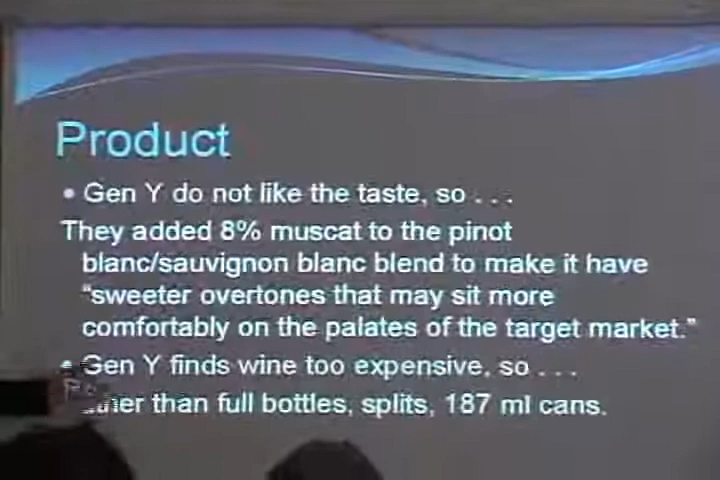 Product
• Gen Y do not like the taste, so . . .
They added 8% muscat to the pinot
blanc/sauvignon blanc blend to make it have
“sweeter overtones that may sit more
comfortably on the palates of the target market.”
• Gen Y finds wine too expensive, so . . .
than full bottles, splits, 187 ml cans.